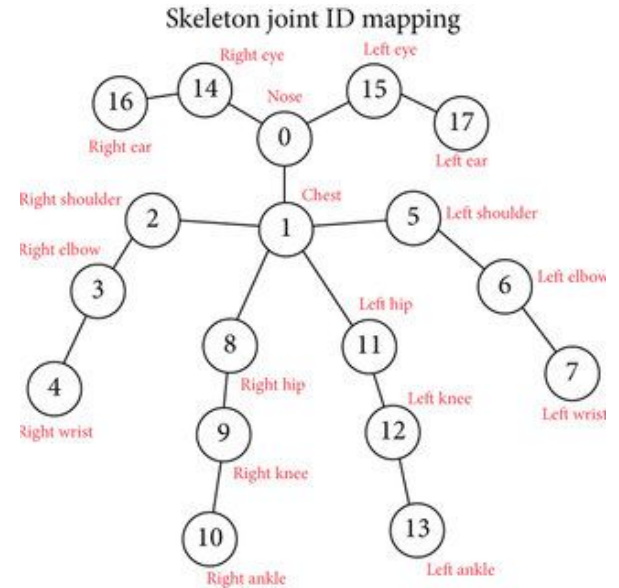 Skeleton joint ID mapping
Right eye
Left eye
16
14
Nose
15
17
0
Right ear
Left ear
Right shoulder
Chest
2
1
5
Left shoulder
Right elbow
3
6
Left elbow
Left hip
8
11
4
7
Right hip
Left knee
Right wrist
9
12
Left wrist
Right knee
10
13
Right ankle
Left ankle